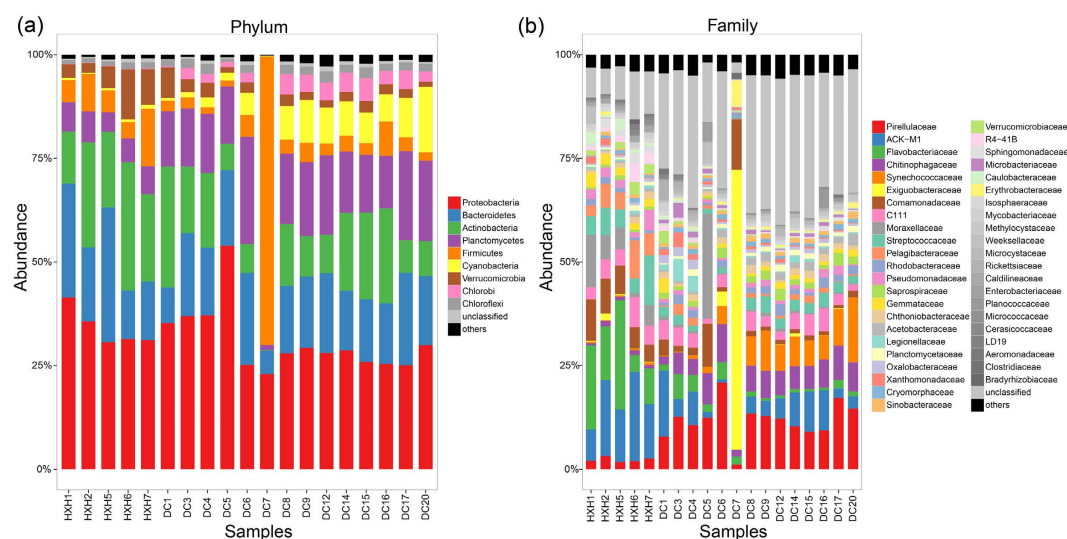 (a)
Phylum
100%
75%
50%
25%
0%
Abundance
HXH1
HXH2
HXH5
HXH6
HXH7
DC1
DC3
DC4
DC5
DC6
DC7
DC8
DC9
DC12
DC14
DC15
DC16
DC17
DC20
Samples
Proteobacteria
Bacteroidetes
Actinobacteria
Planctomycetes
Firmicutes
Cyanobacteria
Verrucomicrobia
Chlorobi
Chloroflexi
unclassified
others
(b)
Family
100%
75%
50%
25%
0%
Abundance
HXH1
HXH2
HXH5
HXH6
HXH7
DC1
DC3
DC4
DC5
DC6
DC7
DC8
DC9
DC12
DC14
DC15
DC16
DC17
DC20
Samples
Pirellulaceae
ACK-M1
Flavobacteriaceae
Chitinophagaceae
Synechococcaceae
Exiguobacteraceae
Comamonadaceae
C111
Moraxellaceae
Streptococcaceae
Pelagibacteraceae
Rhodobacteraceae
Pseudomonadaceae
Saprospiraceae
Gemmataceae
Chthoniobacteraceae
Acetobacteraceae
Legionellaceae
Planctomycetaceae
Oxalobacteraceae
Xanthomonadaceae
Cryomorphaceae
Sinobacteraceae
Verrucomicrobiaceae
R4-41B
Sphingomonadaceae
Microbacteriaceae
Caulobacteraceae
Erythrobacteraceae
Isosphaeraceae
Mycobacteriaceae
Methylocystaceae
Weeksellaceae
Microcystaceae
Rickettsiaceae
Caldilineaceae
Enterobacteriaceae
Planococcaceae
Micrococcaceae
Cerasicoccaceae
LD19
Aeromonadaceae
Clostridiaceae
Bradyrhizobiaceae
unclassified
others